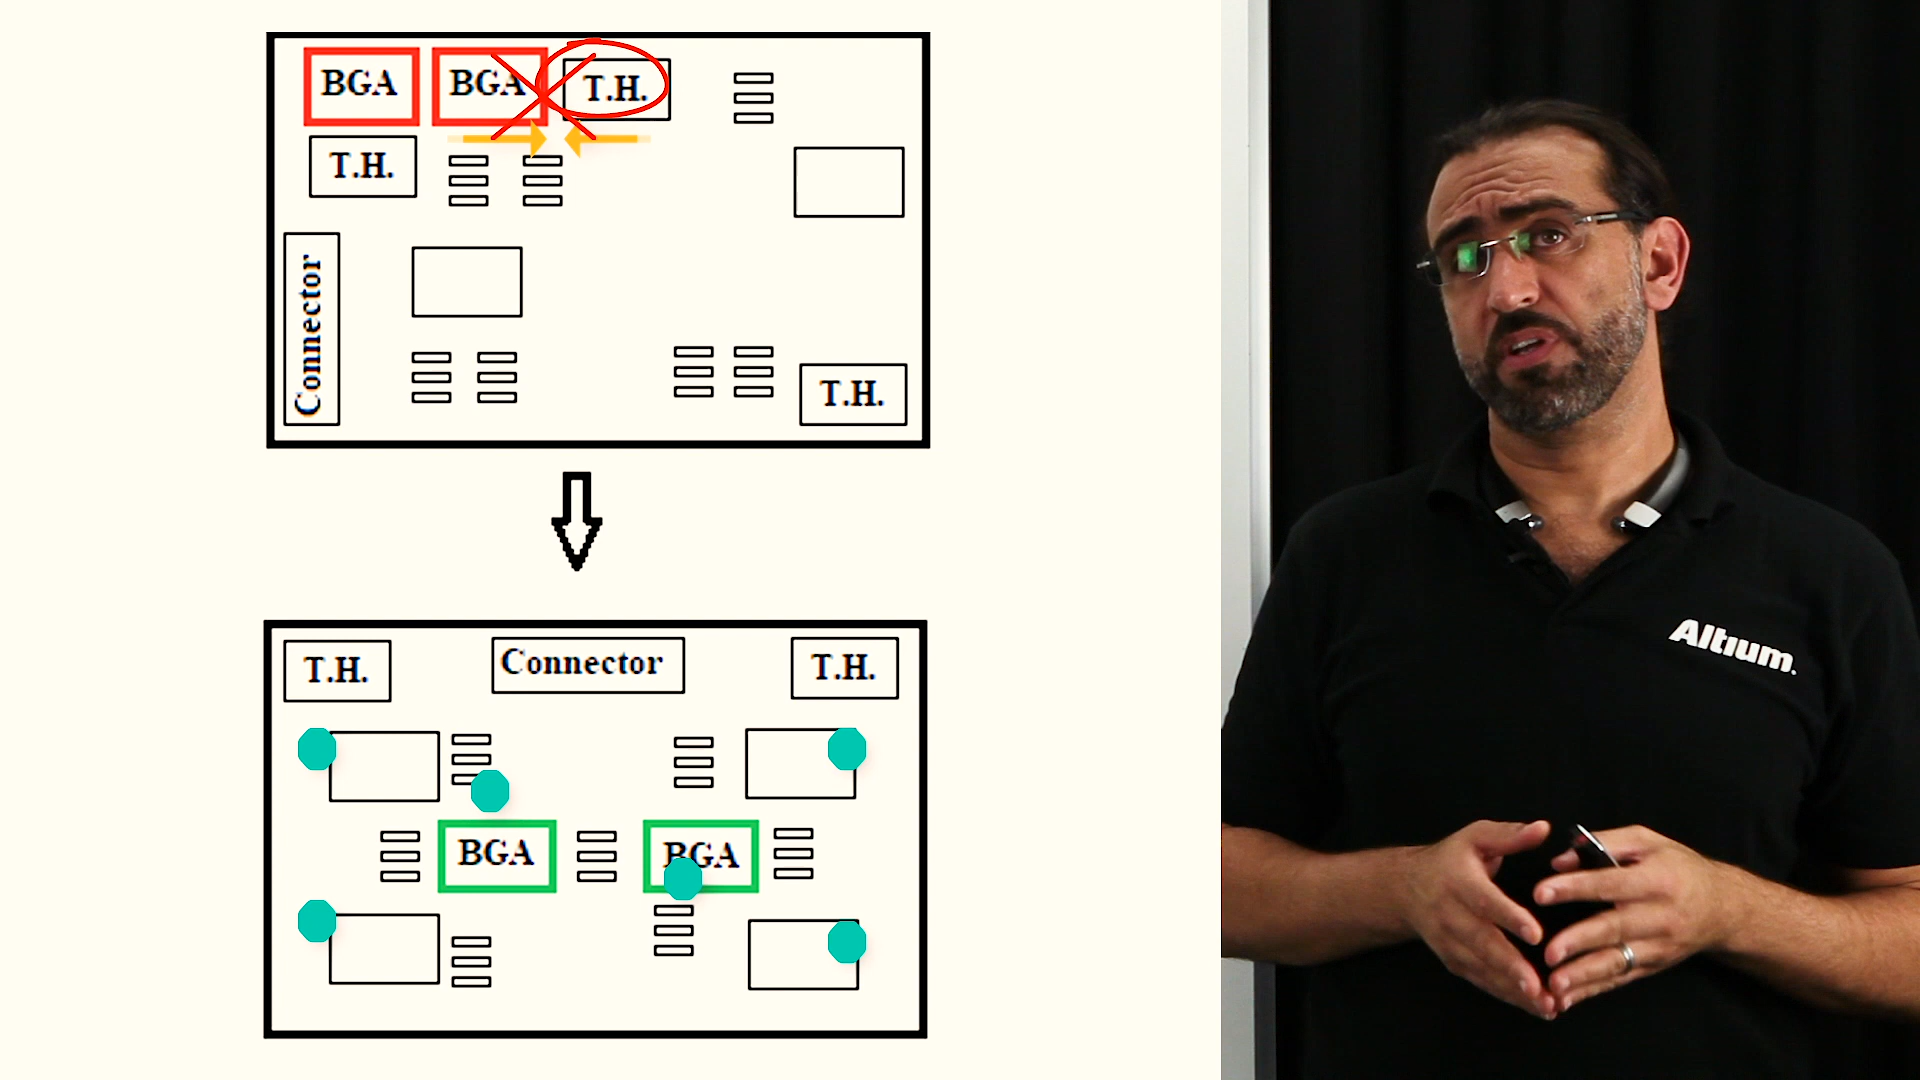 BGA
BGA
T.H.
T.H.
Connector
T.H.
T.H.
Connector
T.H.
BGA
BGA
Altium.